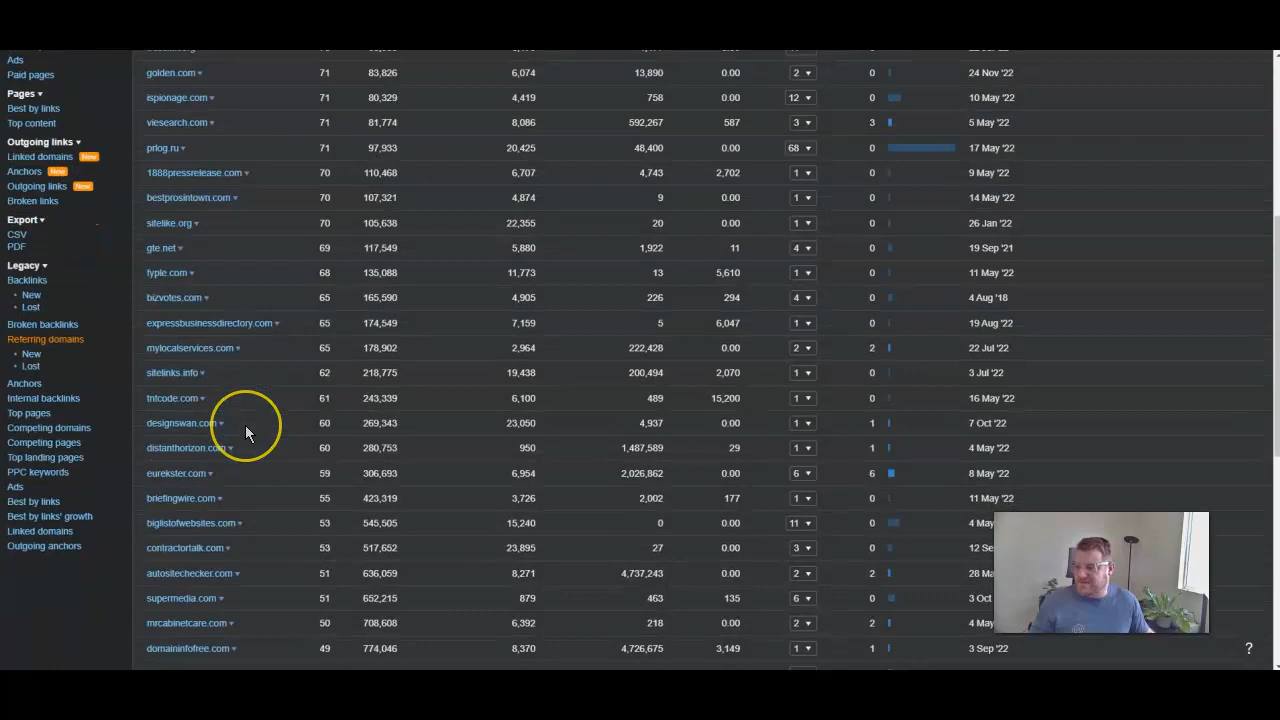 Ads
Paid pages
Pages
Best by links
Top content
Outgoing links
Linked domains New
Anchors New
Outgoing links New
Broken links
Export
CSV
PDF
Legacy
Backlinks
New
Lost
Broken backlinks
Referring domains
New
Lost
Anchors
Internal backlinks
Top pages
Competing domains
Competing pages
Top landing pages
PPC keywords
Ads
Best by links
Best by links' growth
Linked domains
Outgoing anchors
golden.com 71 83,826 6,074 13,890 0.00 2 0 24 Nov '22
ispionage.com 71 80,329 4,419 758 0.00 12 0 10 May '22
viesearch.com 71 81,774 8,086 592,267 587 3 3 5 May '22
prlog.ru 71 97,933 20,425 48,400 0.00 68 0 17 May '22
1888pressrelease.com 70 110,468 6,707 4,743 2,702 1 0 9 May '22
bestprosintown.com 70 107,321 4,874 9 0.00 1 0 14 May '22
sitelike.org 70 105,638 22,355 20 0.00 1 0 26 Jan '22
gte.net 69 117,549 5,880 1,922 11 4 0 19 Sep '21
fyple.com 68 135,088 11,773 13 5,610 1 0 11 May '22
bizvotes.com 65 165,590 4,905 226 294 4 0 4 Aug '18
expressbusinessdirectory.com 65 174,549 7,159 5 6,047 1 0 19 Aug '22
mylocalservices.com 65 178,902 2,964 222,428 0.00 2 2 22 Jul '22
sitelinks.info 62 218,775 19,438 200,494 2,070 1 0 3 Jul '22
tntcode.com 61 243,339 6,100 489 15,200 1 0 16 May '22
designswan.com 60 269,343 23,050 4,937 0.00 1 1 7 Oct '22
distanthorizon.com 60 280,753 950 1,487,589 29 1 1 4 May '22
eurekster.com 59 306,693 6,954 2,026,862 0.00 6 6 8 May '22
briefingwire.com 55 423,319 3,726 2,002 177 1 0 11 May '22
biglistofwebsites.com 53 545,505 15,240 0 0.00 11 0 4 May
contractortalk.com 53 517,652 23,895 27 0.00 3 0 12 Se
autositechecker.com 51 636,059 8,271 4,737,243 0.00 2 2 28 Ma
supermedia.com 51 652,215 879 463 135 6 0 3 Oct
mrcabinetcare.com 50 708,608 6,392 218 0.00 2 2 4 May
domaininfofree.com 49 774,046 8,370 4,726,675 3,149 1 1 3 Sep '22
?